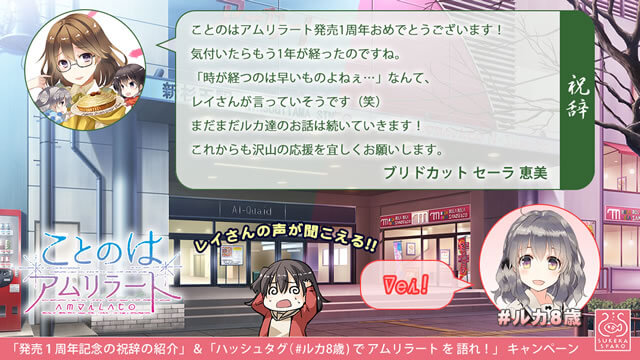 ことのはアムリラート発売1周年おめでとうございます！
気付いたらもう1年が経ったのですね。
「時が経つのは早いものよねぇ…」なんて、
レイさんが言っていそうです（笑）
まだまだルカ達のお話は続いていきます！
これからも沢山の応援を宜しくお願いします。
ブリドカット セーラ 恵美
祝辞
Al-Quaid
レイさんの声が聞こえる!!
ことのは
アムリラート
AMRILATO
Ven!
#ルカ8歳
SUKERA
SPARO
「発売1周年記念の祝辞の紹介」＆「ハッシュタグ（#ルカ8歳）でアムリラートを語れ！」キャンペーン